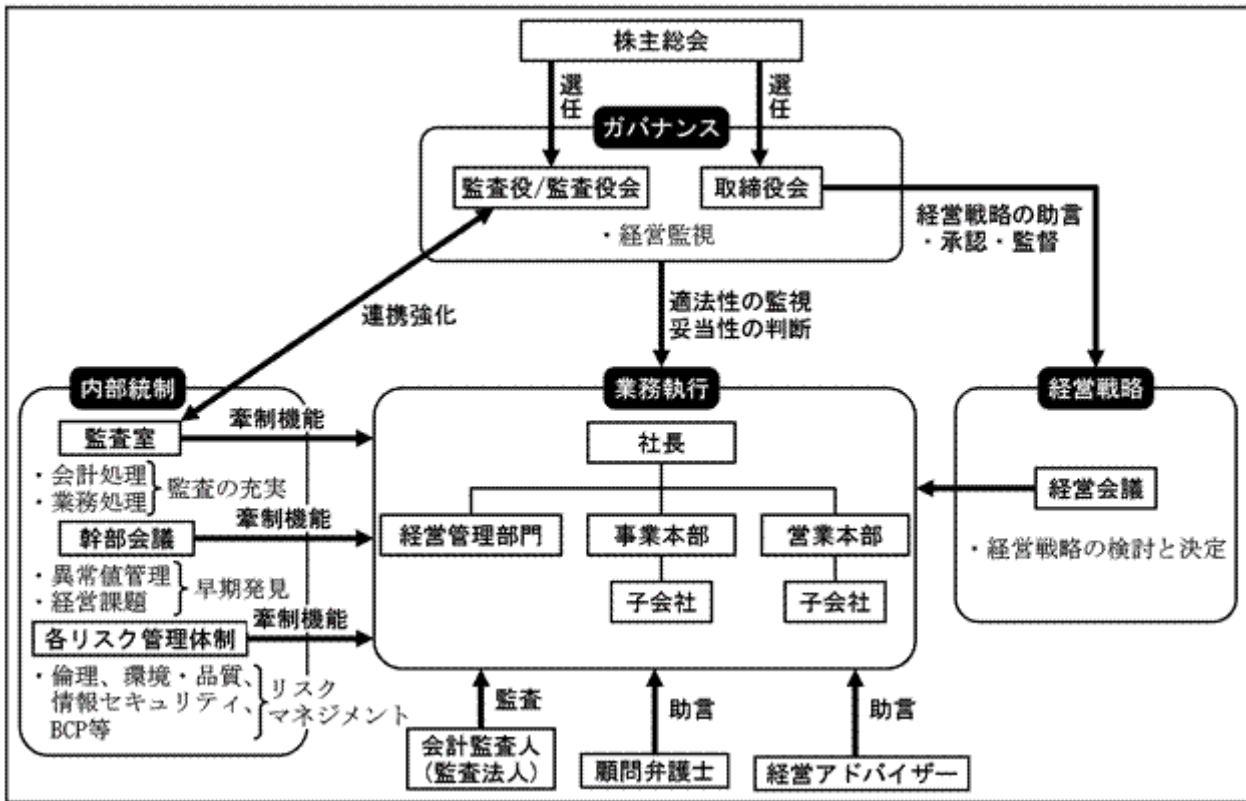 株主総会
選任
選任
ガバナンス
監査役/監査役会
取締役会
・経営監視
経営戦略の助言
・承認・監督
連携強化
適法性の監視
妥当性の判断
内部統制
業務執行
経営戦略
監査室
牽制機能
・会計処理
・業務処理
監査の充実
幹部会議
牽制機能
・異常値管理
・経営課題
早期発見
各リスク管理体制
牽制機能
・倫理、環境・品質、
情報セキュリティ、
BCP等
リスク
マネジメント
社長
経営管理部門
事業本部
営業本部
子会社
子会社
経営会議
・経営戦略の検討と決定
監査
助言
助言
会計監査人
(監査法人)
顧問弁護士
経営アドバイザー